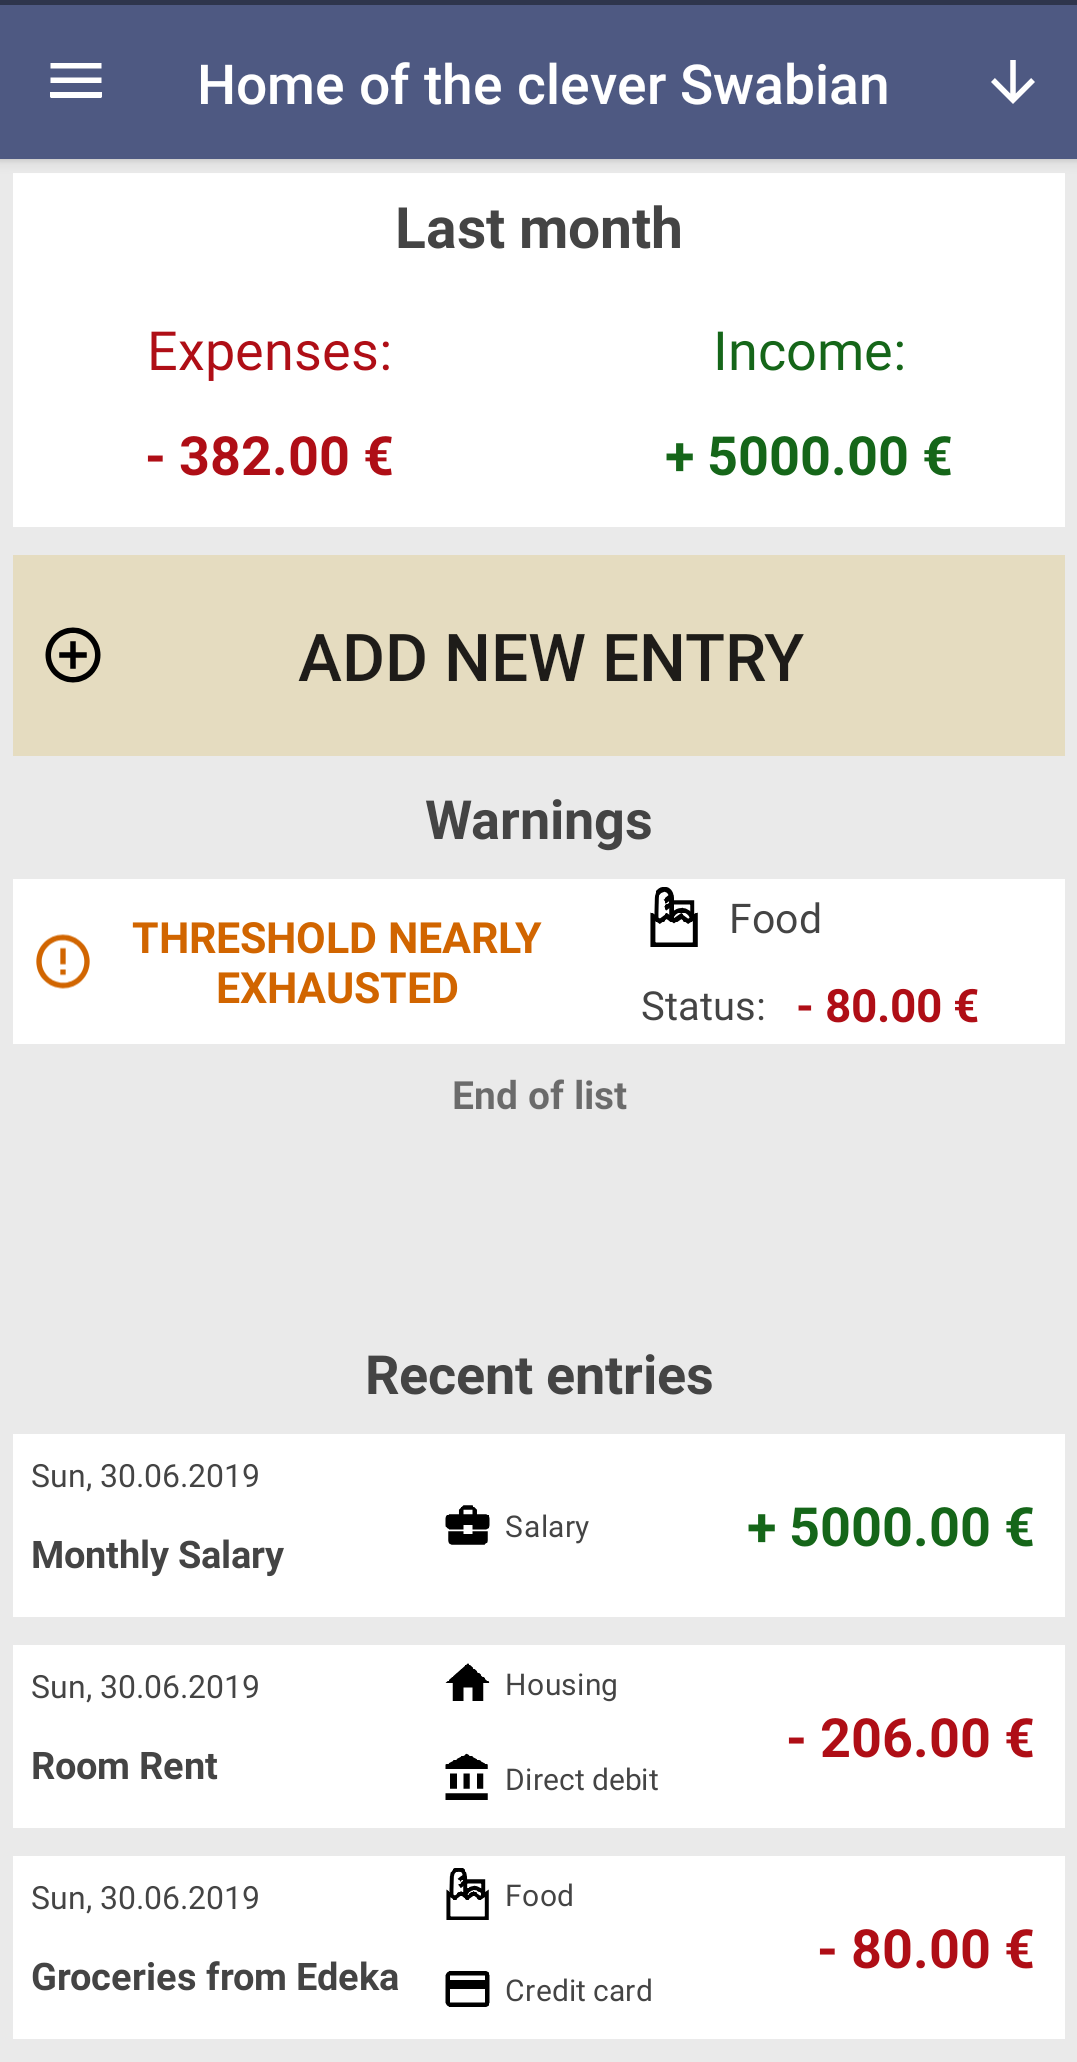 Home of the clever Swabian
Last month
Expenses:
Income:
- 382.00 €
+ 5000.00 €
ADD NEW ENTRY
Warnings
THRESHOLD NEARLY
EXHAUSTED
Food
Status: - 80.00 €
End of list
Recent entries
Sun, 30.06.2019
Monthly Salary
Salary
+ 5000.00 €
Sun, 30.06.2019
Room Rent
Housing
Direct debit
- 206.00 €
Sun, 30.06.2019
Groceries from Edeka
Food
Credit card
- 80.00 €